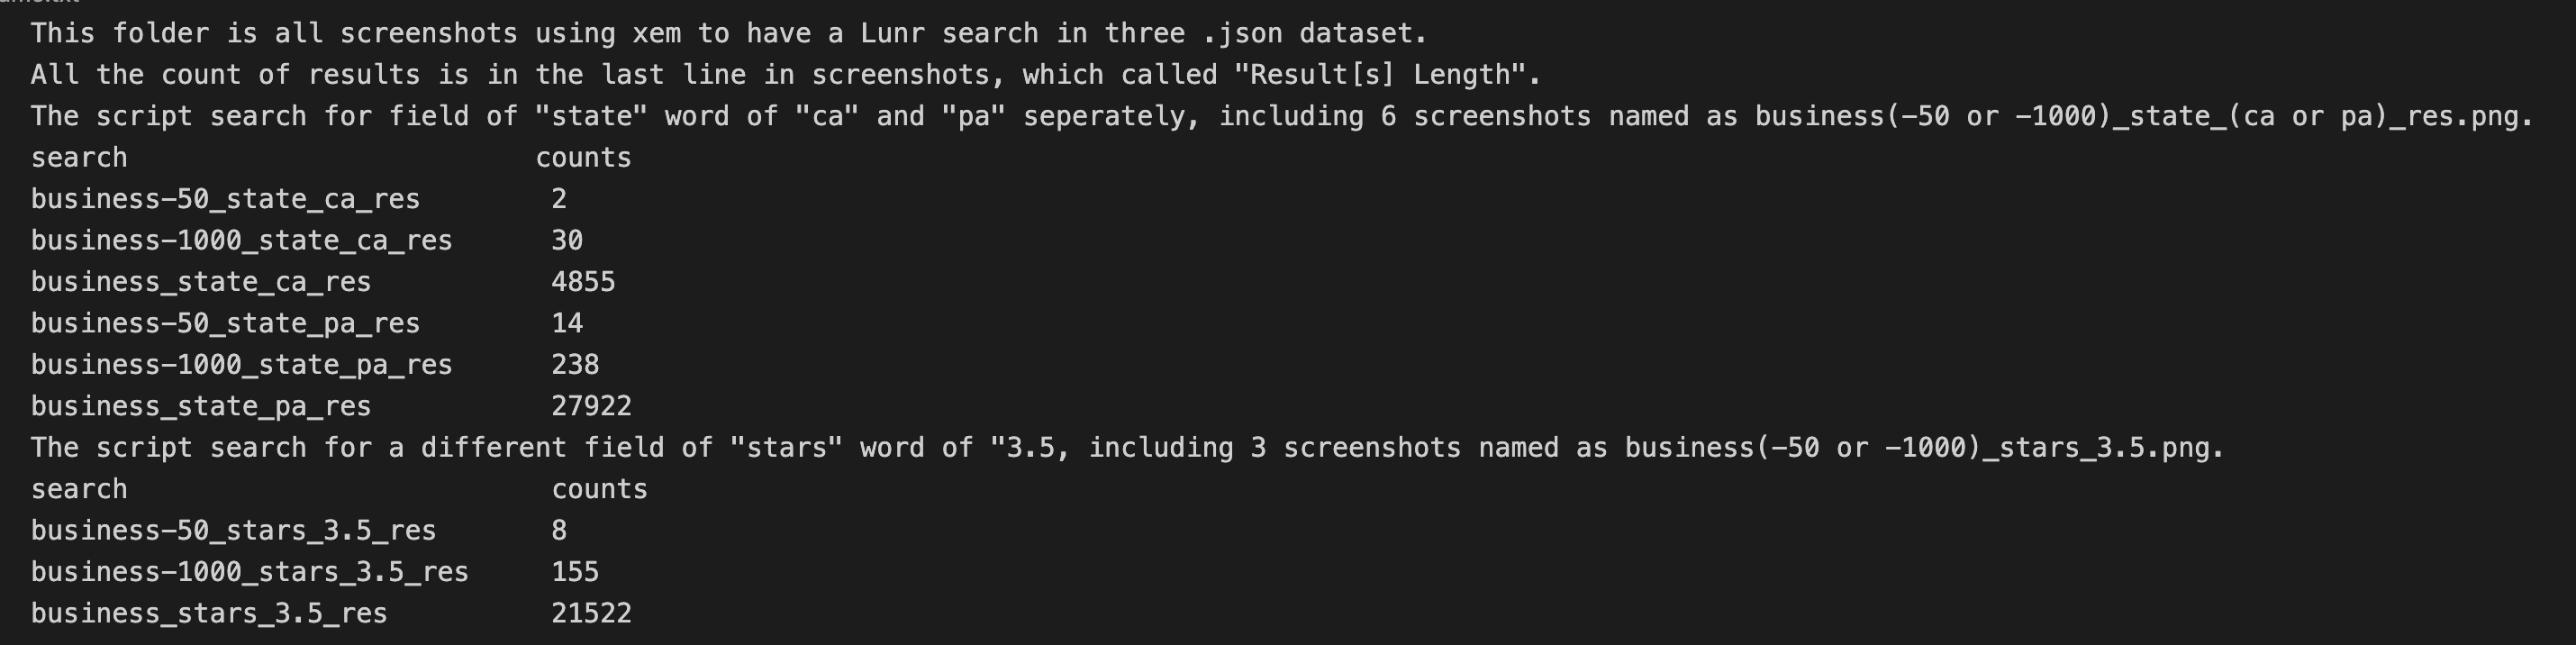 This folder is all screenshots using xem to have a Lunr search in three .json dataset.
All the count of results is in the last line in screenshots, which called "Result[s] Length".
The script search for field of "state" word of "ca" and "pa" seperately, including 6 screenshots named as business(-50 or -1000)_state_(ca or pa)_res.png.
search counts
business-50_state_ca_res 2
business-1000_state_ca_res 30
business_state_ca_res 4855
business-50_state_pa_res 14
business-1000_state_pa_res 238
business_state_pa_res 27922
The script search for a different field of "stars" word of "3.5, including 3 screenshots named as business(-50 or -1000)_stars_3.5.png.
search counts
business-50_stars_3.5_res 8
business-1000_stars_3.5_res 155
business_stars_3.5_res 21522